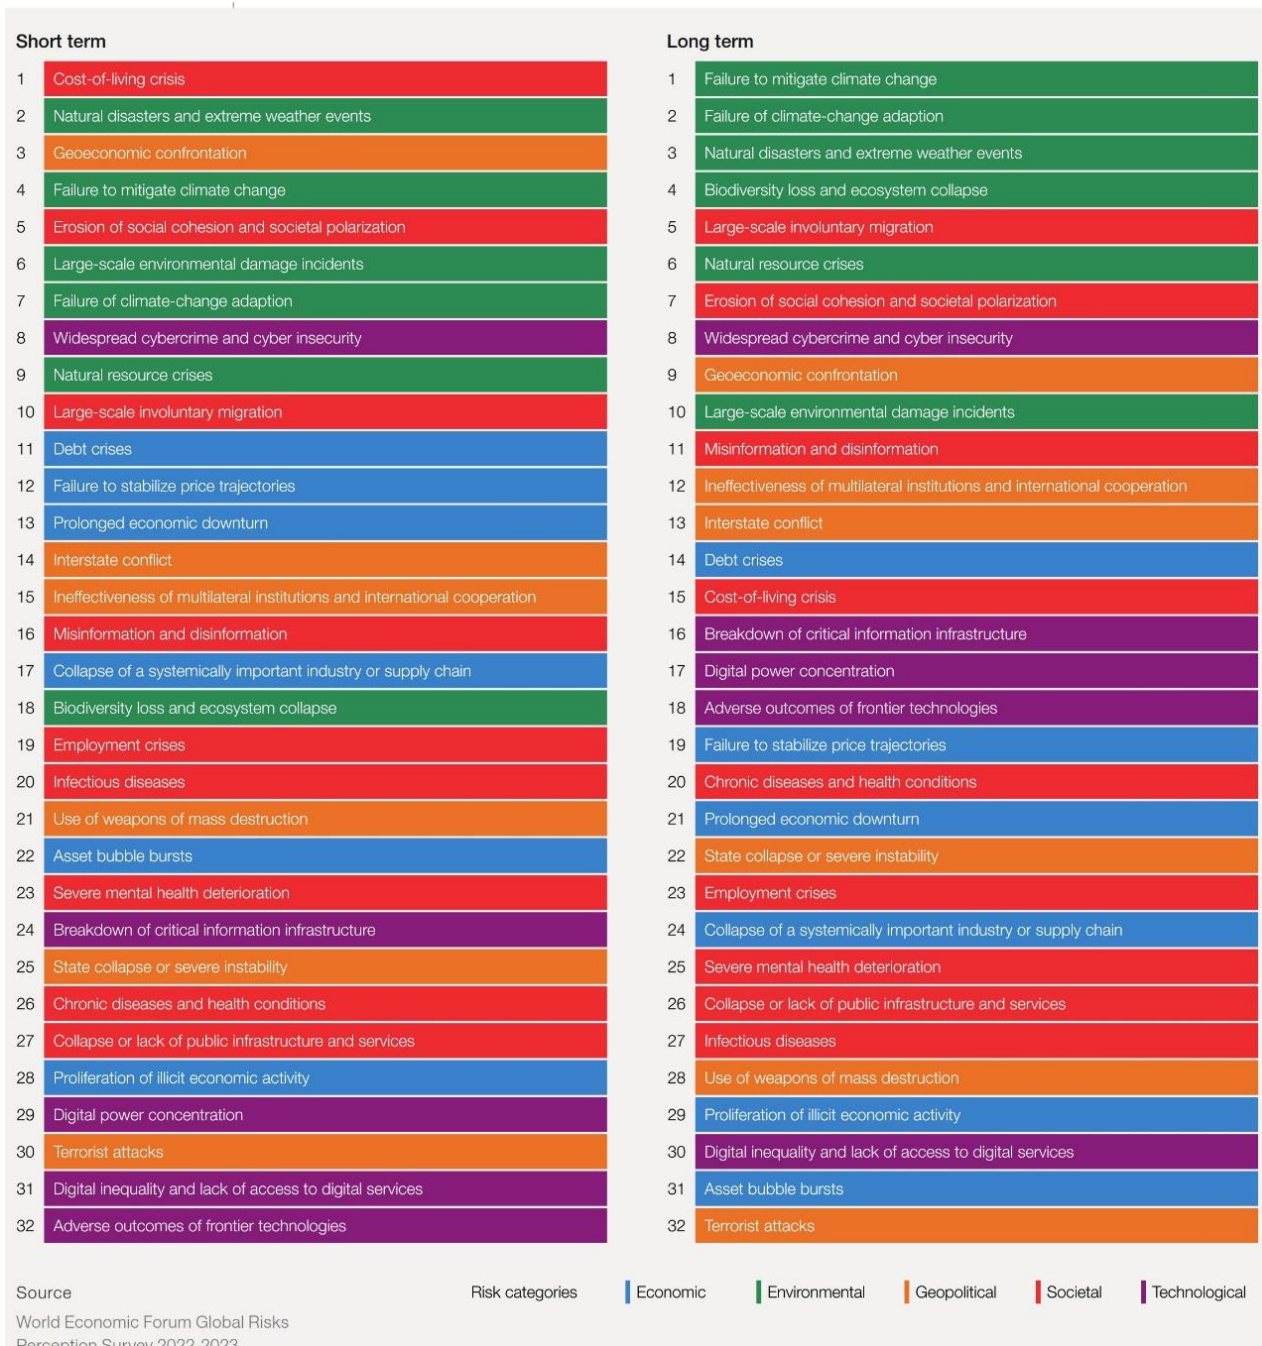 Short term
1 Cost-of-living crisis
2 Natural disasters and extreme weather events
3 Geoeconomic confrontation
4 Failure to mitigate climate change
5 Erosion of social cohesion and societal polarization
6 Large-scale environmental damage incidents
7 Failure of climate-change adaption
8 Widespread cybercrime and cyber insecurity
9 Natural resource crises
10 Large-scale involuntary migration
11 Debt crises
12 Failure to stabilize price trajectories
13 Prolonged economic downturn
14 Interstate conflict
15 Ineffectiveness of multilateral institutions and international cooperation
16 Misinformation and disinformation
17 Collapse of a systemically important industry or supply chain
18 Biodiversity loss and ecosystem collapse
19 Employment crises
20 Infectious diseases
21 Use of weapons of mass destruction
22 Asset bubble bursts
23 Severe mental health deterioration
24 Breakdown of critical information infrastructure
25 State collapse or severe instability
26 Chronic diseases and health conditions
27 Collapse or lack of public infrastructure and services
28 Proliferation of illicit economic activity
29 Digital power concentration
30 Terrorist attacks
31 Digital inequality and lack of access to digital services
32 Adverse outcomes of frontier technologies
Long term
1 Failure to mitigate climate change
2 Failure of climate-change adaption
3 Natural disasters and extreme weather events
4 Biodiversity loss and ecosystem collapse
5 Large-scale involuntary migration
6 Natural resource crises
7 Erosion of social cohesion and societal polarization
8 Widespread cybercrime and cyber insecurity
9 Geoeconomic confrontation
10 Large-scale environmental damage incidents
11 Misinformation and disinformation
12 Ineffectiveness of multilateral institutions and international cooperation
13 Interstate conflict
14 Debt crises
15 Cost-of-living crisis
16 Breakdown of critical information infrastructure
17 Digital power concentration
18 Adverse outcomes of frontier technologies
19 Failure to stabilize price trajectories
20 Chronic diseases and health conditions
21 Prolonged economic downturn
22 State collapse or severe instability
23 Employment crises
24 Collapse of a systemically important industry or supply chain
25 Severe mental health deterioration
26 Collapse or lack of public infrastructure and services
27 Infectious diseases
28 Use of weapons of mass destruction
29 Proliferation of illicit economic activity
30 Digital inequality and lack of access to digital services
31 Asset bubble bursts
32 Terrorist attacks
Source
World Economic Forum Global Risks
Perception Survey 2022-2023
Risk categories Economic Environmental Geopolitical Societal Technological